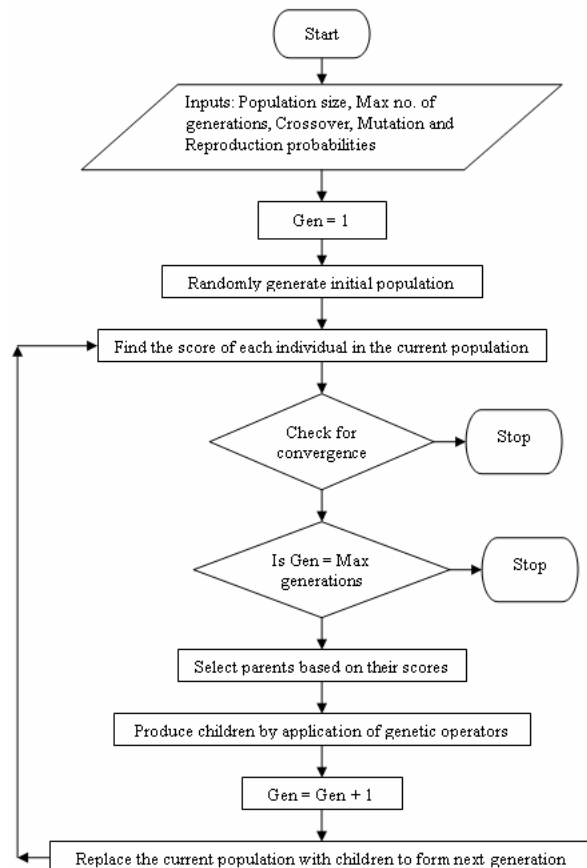 Start
Inputs: Population size, Max no. of
generations, Crossover, Mutation and
Reproduction probabilities
Gen = 1
Randomly generate initial population
Find the score of each individual in the current population
Check for
convergence
Stop
Is Gen = Max
generations
Stop
Select parents based on their scores
Produce children by application of genetic operators
Gen = Gen + 1
Replace the current population with children to form next generation